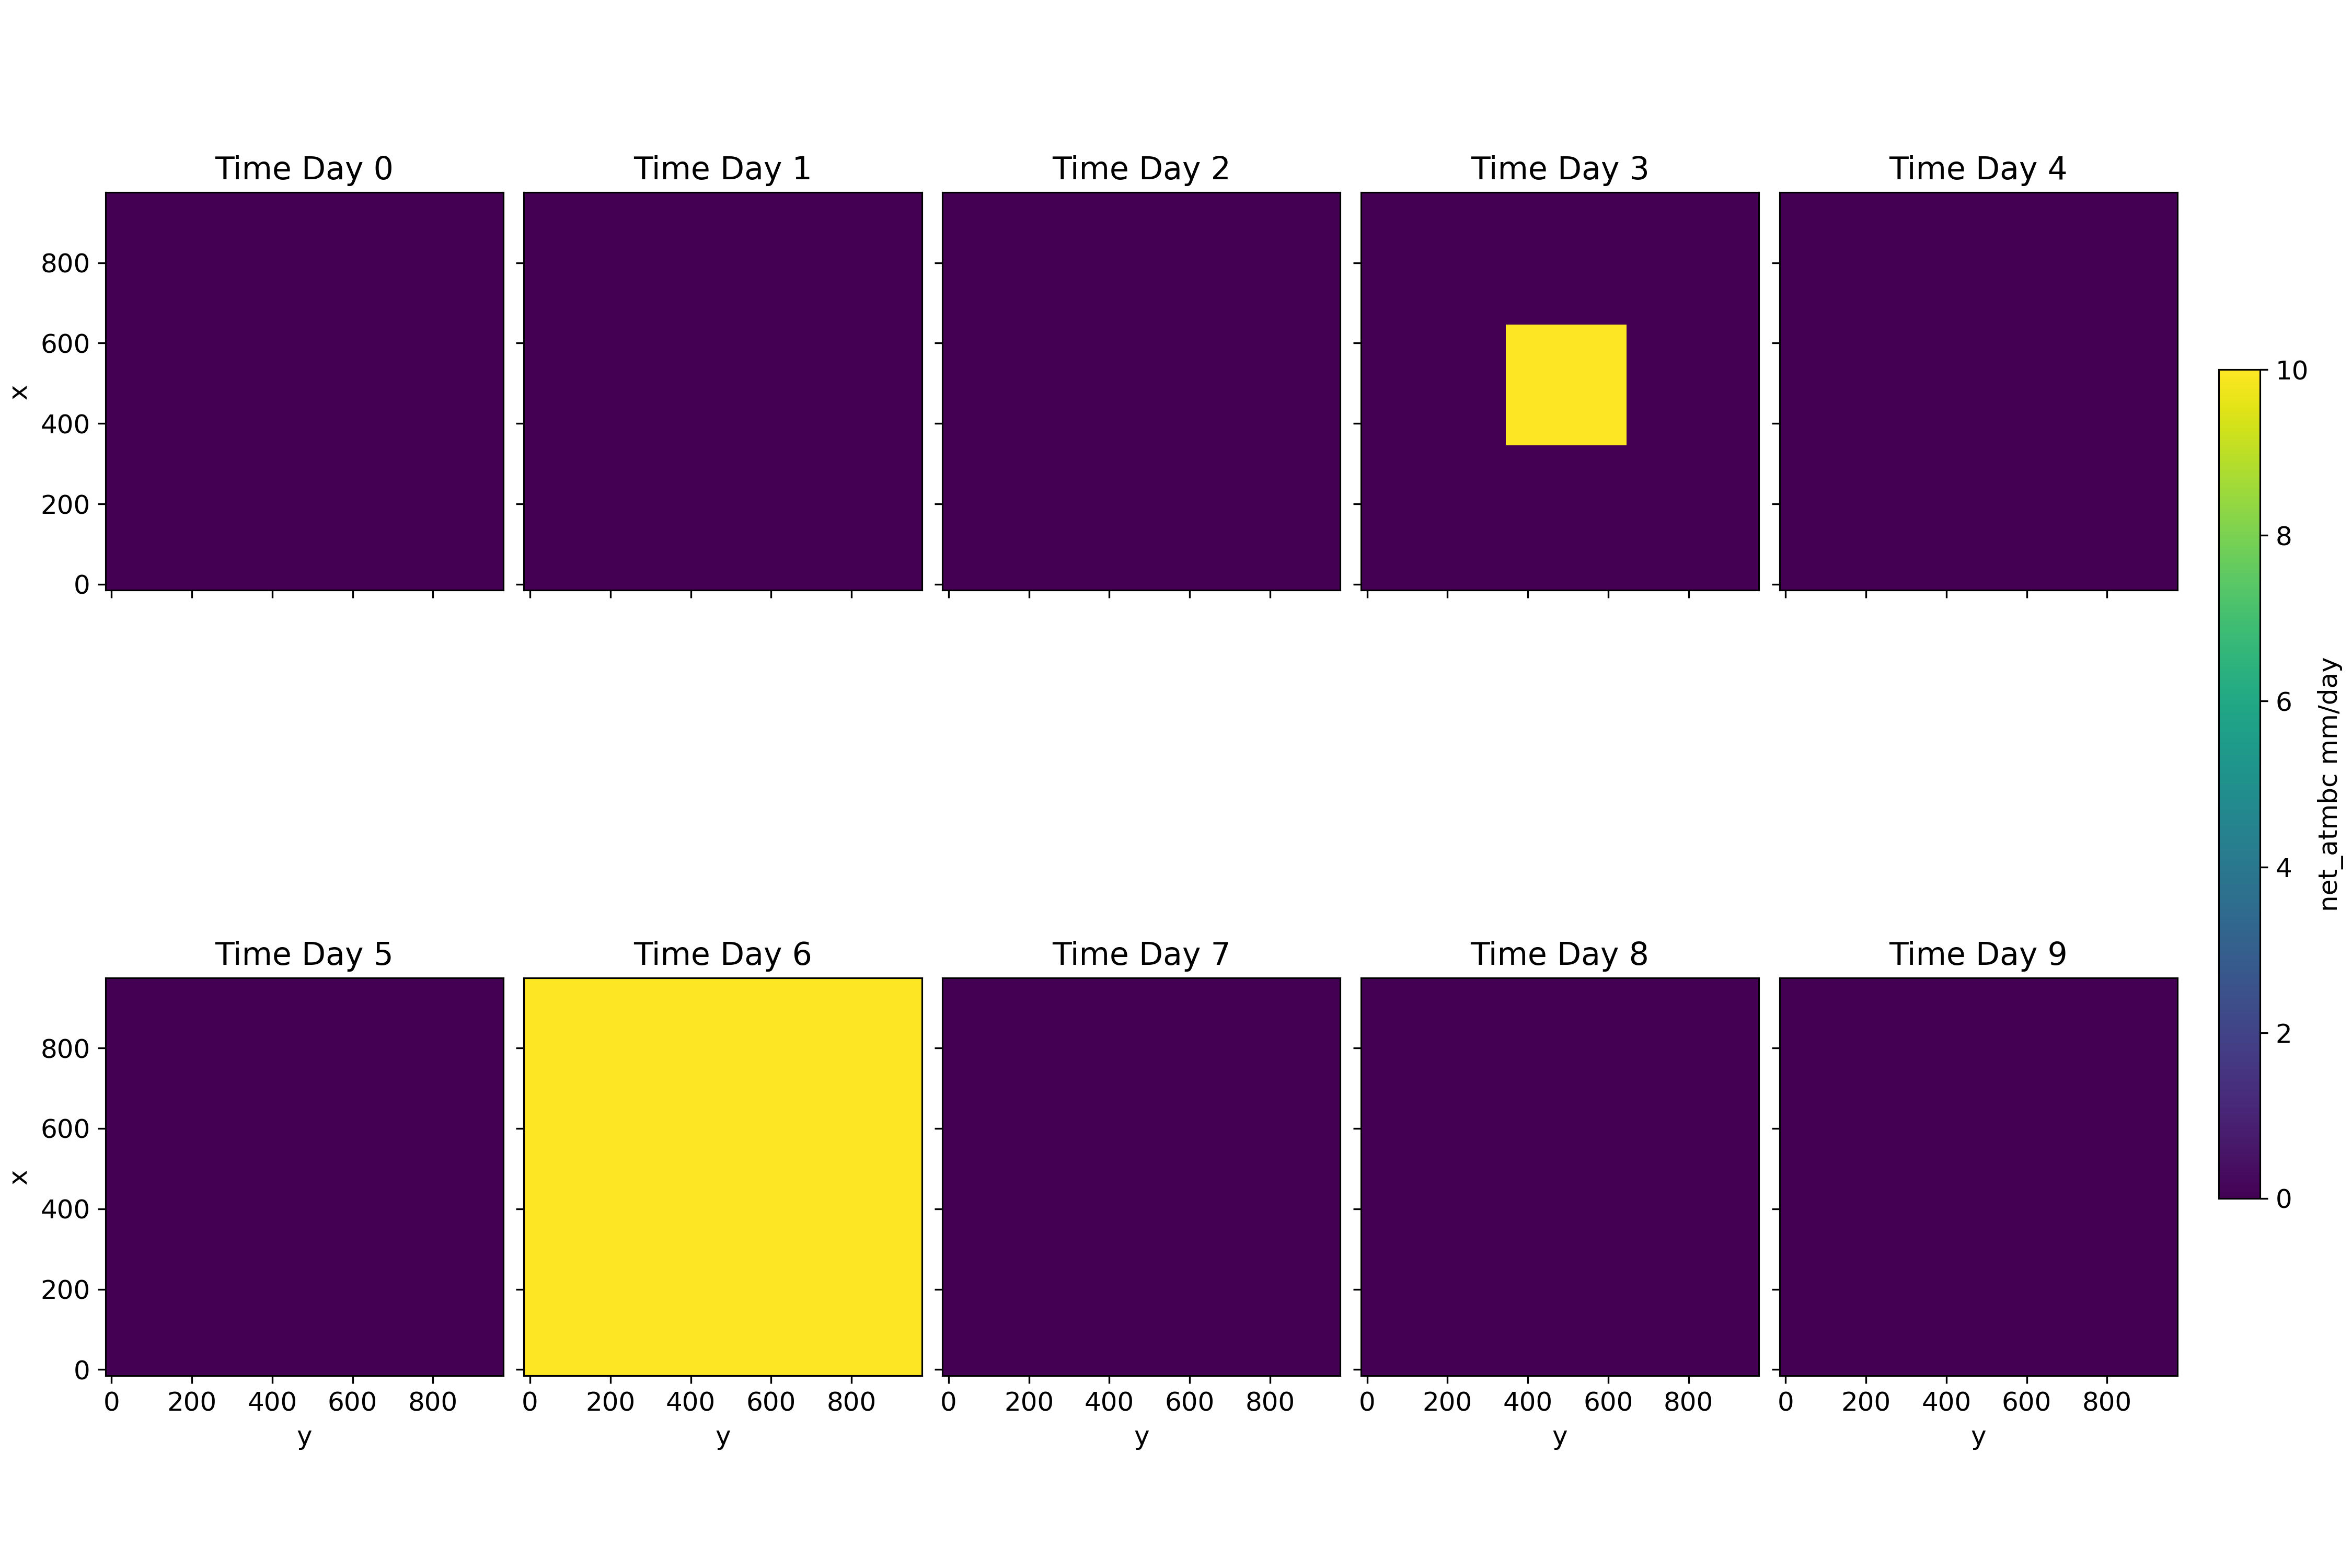 Time Day 0
Time Day 1
Time Day 2
Time Day 3
Time Day 4
x
800
600
400
200
0
10
8
6
4
2
0
net_atmbc mm/day
Time Day 5
Time Day 6
Time Day 7
Time Day 8
Time Day 9
x
800
600
400
200
0
0 200 400 600 800
0 200 400 600 800
0 200 400 600 800
0 200 400 600 800
0 200 400 600 800
y
y
y
y
y